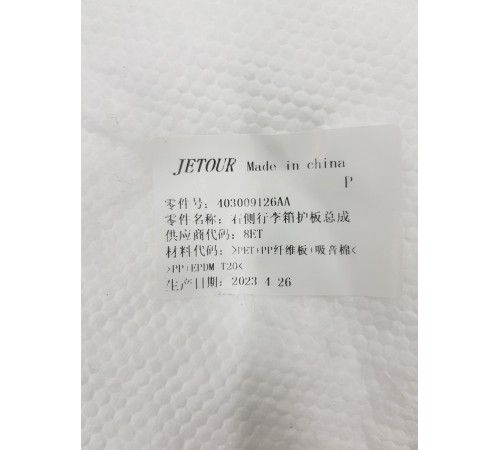 JETOUR Made in china
P
零件号: 403009126AA
零件名称: 右侧行李箱护板总成
供应商代码: 8ET
材料代码: >PET+PP纤维板+吸音棉<
>PP+EPDM T20<
生产日期: 2023 4 26